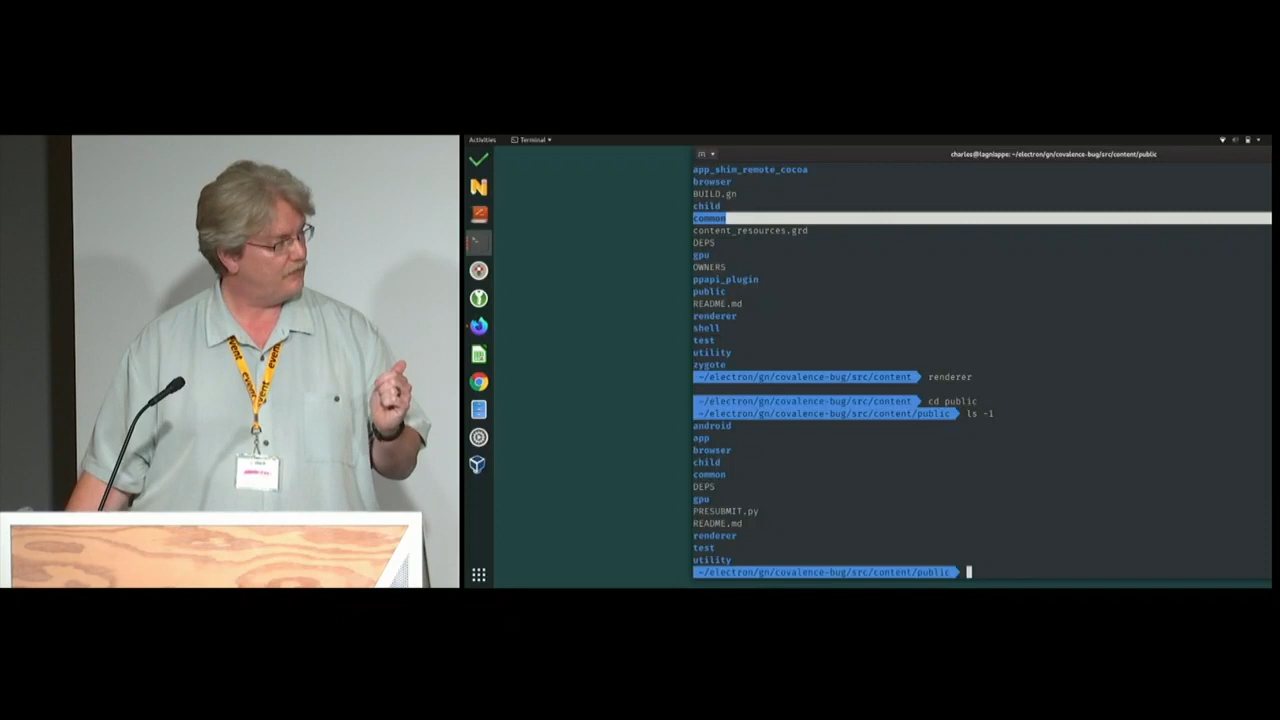 Activities
Terminal
charles@lagniappe: ~/electron/gn/covalence-bug/src/content/public
app_shim_remote_cocoa
browser
BUILD.gn
child
common
content_resources.grd
DEPS
gpu
OWNERS
ppapi_plugin
public
README.md
renderer
shell
test
utility
zygote
~/electron/gn/covalence-bug/src/content renderer
~/electron/gn/covalence-bug/src/content cd public
~/electron/gn/covalence-bug/src/content/public ls -1
android
app
browser
child
common
DEPS
gpu
PRESUBMIT.py
README.md
renderer
test
utility
~/electron/gn/covalence-bug/src/content/public
event
event